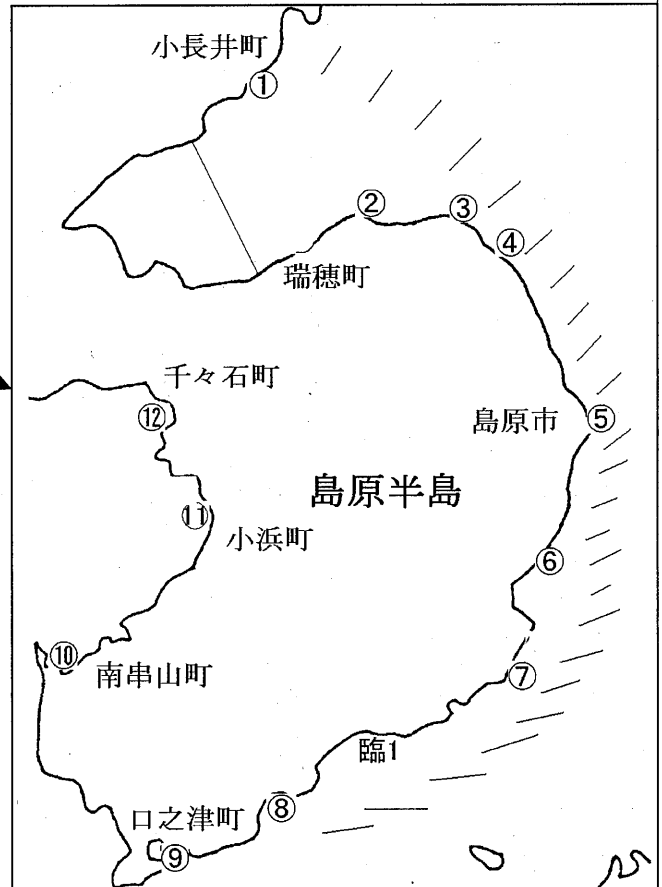 小長井町
①
②
③
④
瑞穂町
千々石町
⑫
島原市
⑤
島原半島
⑪
小浜町
⑥
⑩
南串山町
⑦
臨1
口之津町
⑧
⑨